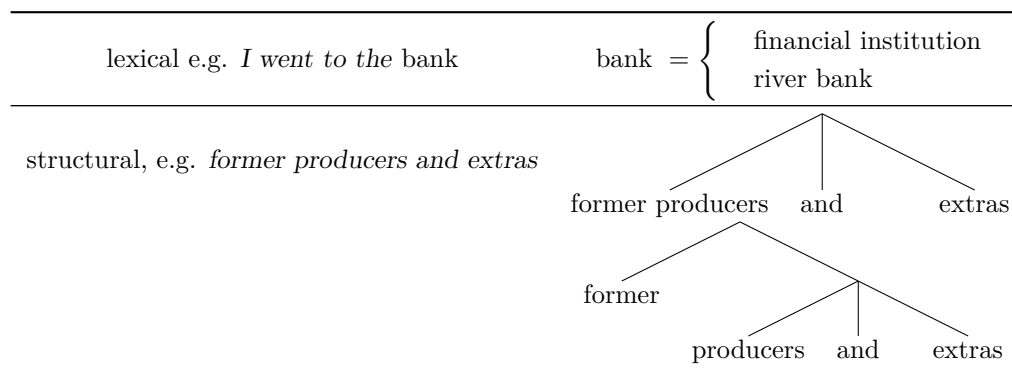 lexical e.g. I went to the bank bank = { financial institution
river bank
structural, e.g. former producers and extras
former producers and extras
former
producers and extras